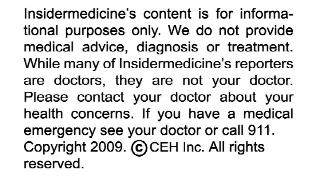 Insidermedicine's content is for informa-
tional purposes only. We do not provide
medical advice, diagnosis or treatment.
While many of Insidermedicine's reporters
are doctors, they are not your doctor.
Please contact your doctor about your
health concerns. If you have a medical
emergency see your doctor or call 911.
Copyright 2009. ©CEH Inc. All rights
reserved.